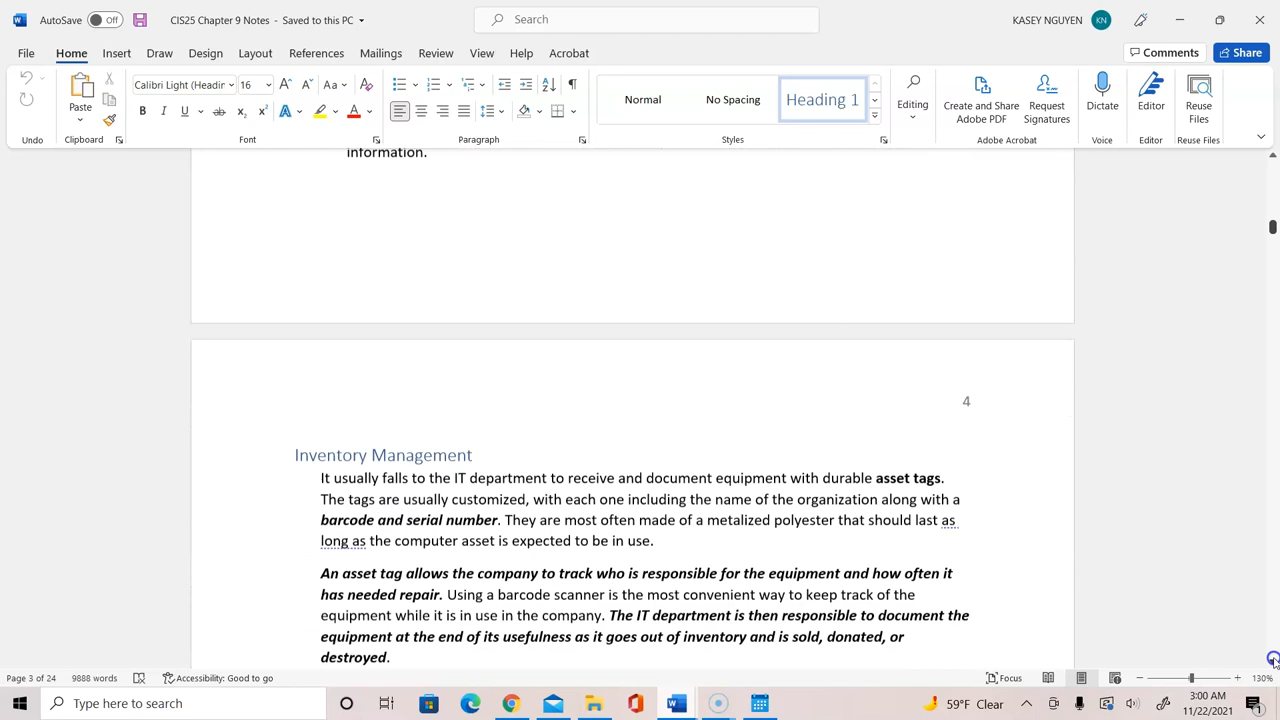 AutoSave Off CIS25 Chapter 9 Notes - Saved to this PC Search KASEY NGUYEN KN
File Home Insert Draw Design Layout References Mailings Review View Help Acrobat Comments Share
Calibri Light (Headir 16
Paste
Normal No Spacing Heading 1
Editing
Create and Share Adobe PDF
Request Signatures
Dictate
Editor
Reuse Files
Undo Clipboard Font Paragraph Styles Adobe Acrobat Voice Editor Reuse Files
information.
4
Inventory Management
It usually falls to the IT department to receive and document equipment with durable asset tags.
The tags are usually customized, with each one including the name of the organization along with a
barcode and serial number. They are most often made of a metalized polyester that should last as
long as the computer asset is expected to be in use.
An asset tag allows the company to track who is responsible for the equipment and how often it
has needed repair. Using a barcode scanner is the most convenient way to keep track of the
equipment while it is in use in the company. The IT department is then responsible to document the
equipment at the end of its usefulness as it goes out of inventory and is sold, donated, or
destroyed.
Page 3 of 24 9888 words Accessibility: Good to go Focus 130%
Type here to search 59°F Clear 3:00 AM
11/22/2021